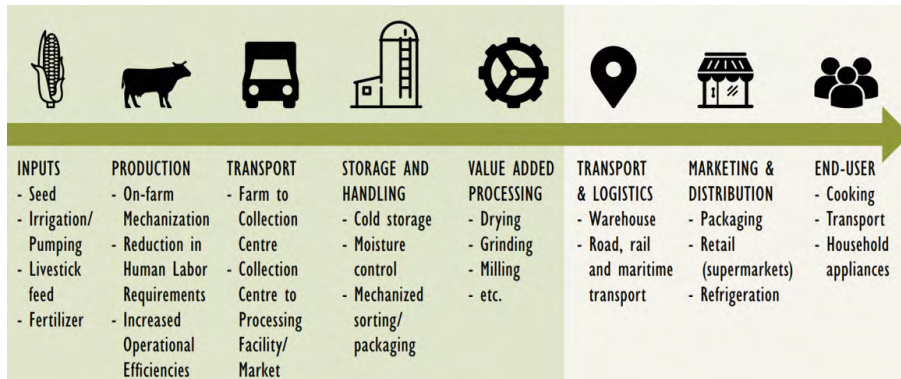 INPUTS
- Seed
- Irrigation/
Pumping
- Livestick
feed
- Fertilizer
PRODUCTION
- On-farm
Mechanization
- Reduction in
Human Labor
Requirements
- Increased
Operational
Efficiencies
TRANSPORT
- Farm to
Collection
Centre
- Collection
Centre to
Processing
Facility/
Market
STORAGE AND
HANDLING
- Cold storage
- Moisture
control
- Mechanized
sorting/
packaging
VALUE ADDED
PROCESSING
- Drying
- Grinding
- Milling
- etc.
TRANSPORT
& LOGISTICS
- Warehouse
- Road, rail
and maritime
transport
MARKETING &
DISTRIBUTION
- Packaging
- Retail
(supermarkets)
- Refrigeration
END-USER
- Cooking
- Transport
- Household
appliances